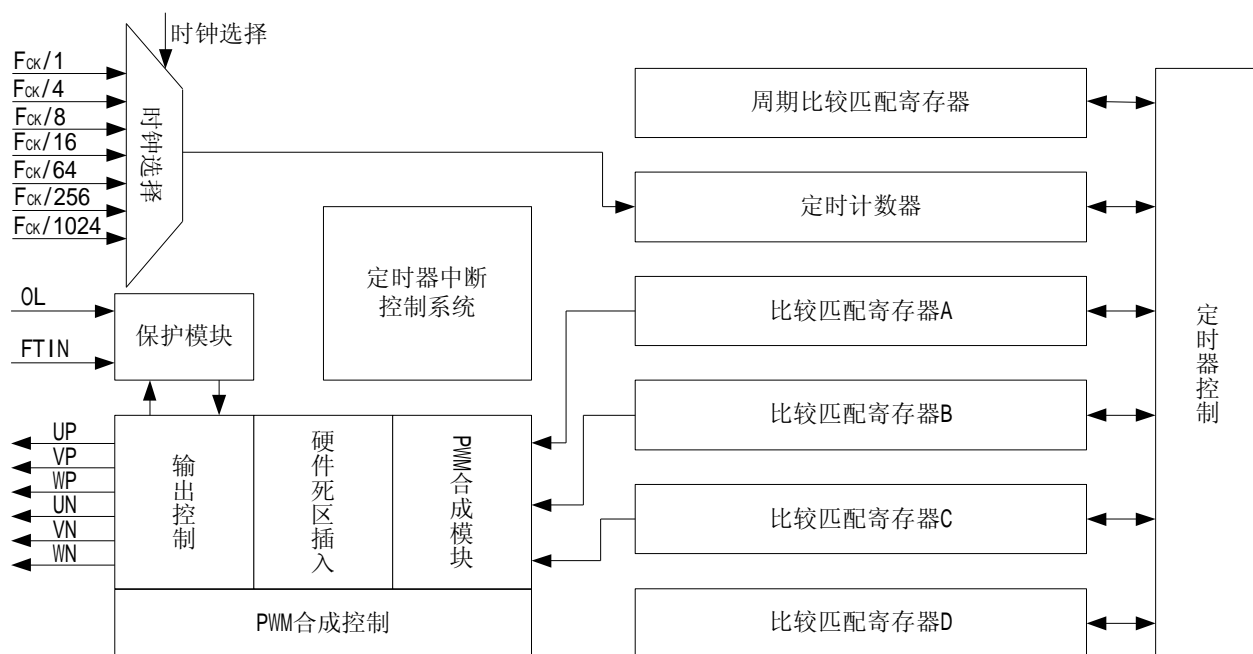 时钟选择
FCK/1
FCK/4
FCK/8
FCK/16
FCK/64
FCK/256
FCK/1024
时钟选择
周期比较匹配寄存器
定时计数器
定时器中断
控制系统
OL
FTIN
保护模块
比较匹配寄存器A
比较匹配寄存器B
比较匹配寄存器C
比较匹配寄存器D
定时器控制
UP
VP
WP
UN
VN
WN
输出控制
硬件死区插入
PWM合成模块
PWM合成控制